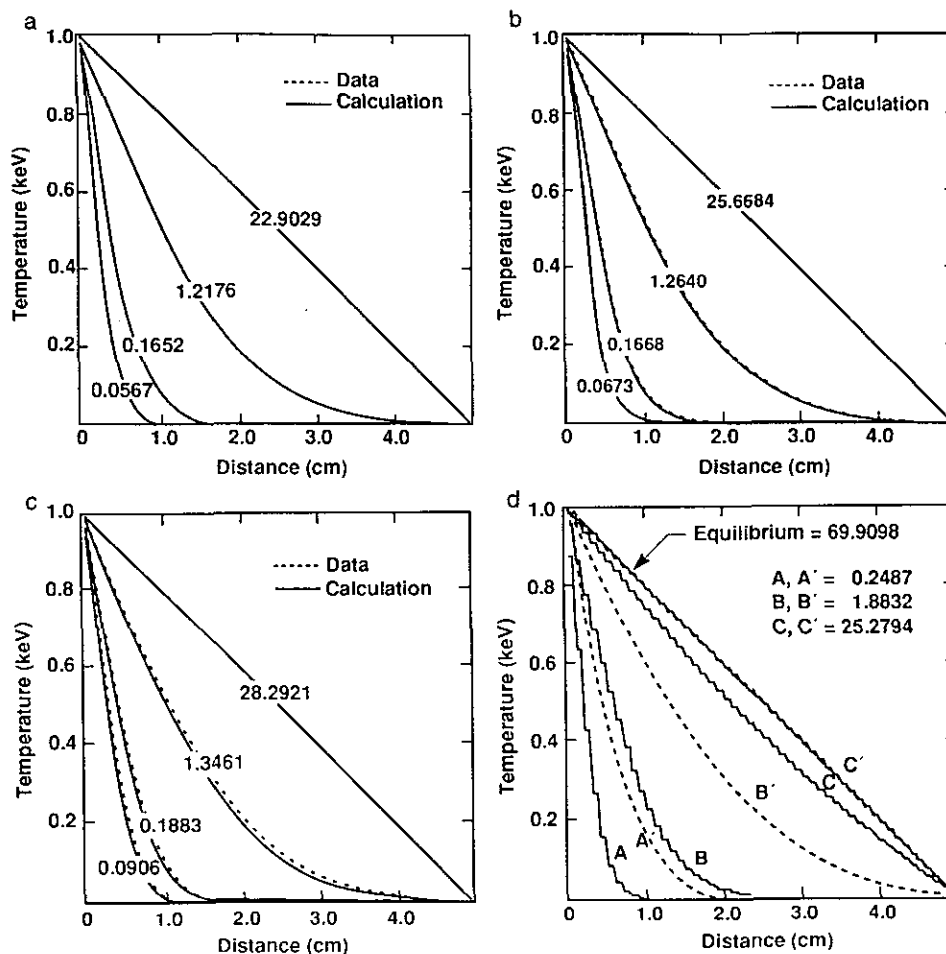 a
1.0
0.8
0.6
0.4
0.2
Temperature (keV)
Data
Calculation
22.9029
1.2176
0.1652
0.0567
0 1.0 2.0 3.0 4.0
Distance (cm)
b
1.0
0.8
0.6
0.4
0.2
Temperature (keV)
Data
Calculation
25.6684
1.2640
0.1668
0.0673
0 1.0 2.0 3.0 4.0
Distance (cm)
c
1.0
0.8
0.6
0.4
0.2
Temperature (keV)
Data
Calculation
28.2921
1.3461
0.1883
0.0906
0 1.0 2.0 3.0 4.0
Distance (cm)
d
1.0
0.8
0.6
0.4
0.2
Temperature (keV)
Equilibrium = 69.9098
A, A´ = 0.2487
B, B´ = 1.8832
C, C´ = 25.2794
C´
C
B´
A A´ B
0 1.0 2.0 3.0 4.0
Distance (cm)